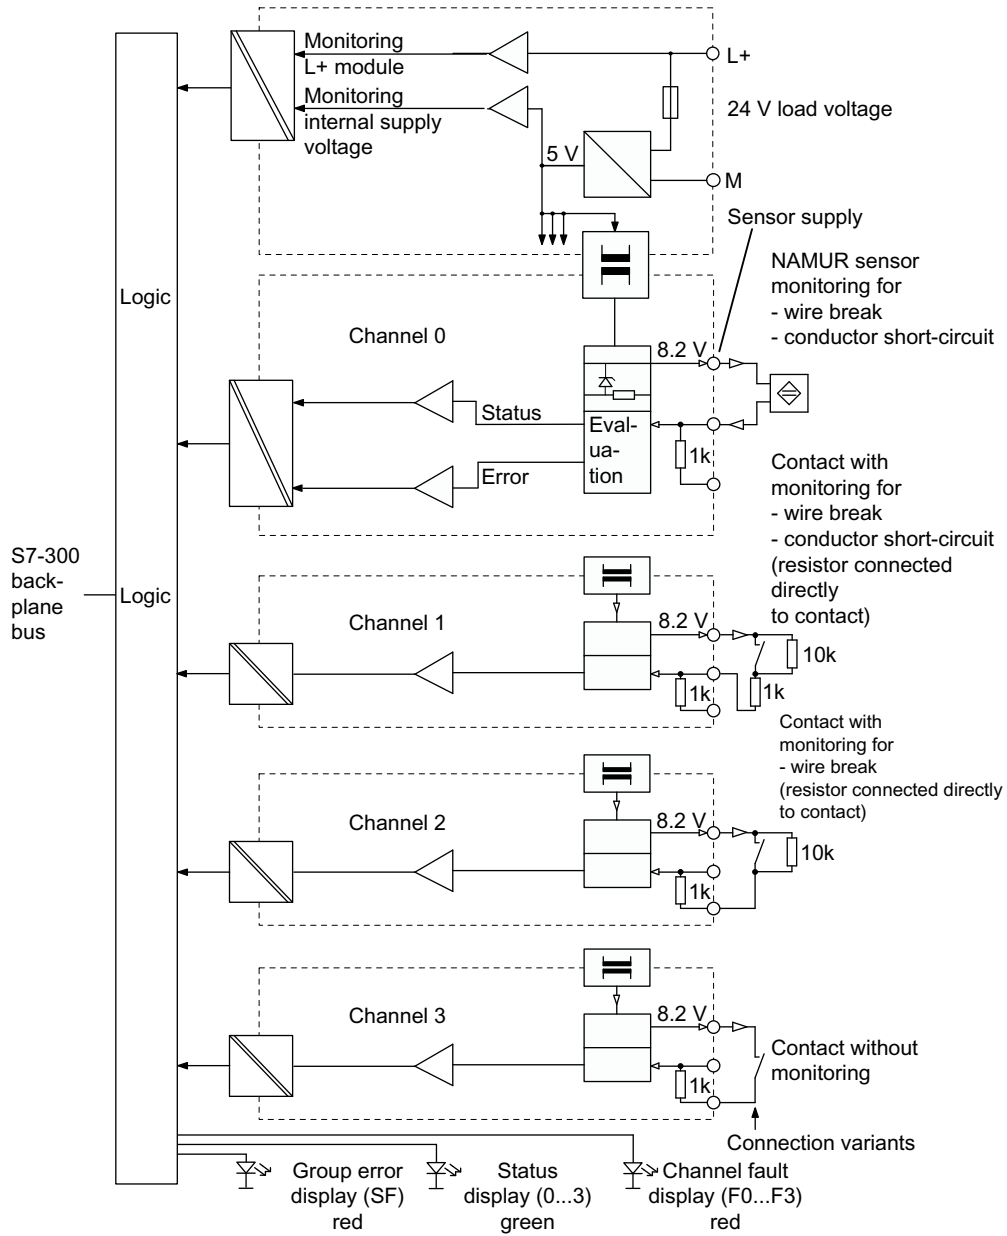 Monitoring
L+ module
L+
Monitoring
internal supply
voltage
24 V load voltage
5 V
M
Sensor supply
NAMUR sensor
monitoring for
- wire break
- conductor short-circuit
Logic
Channel 0
8.2 V
Status
Error
Eval-
ua-
tion
1k
Contact with
monitoring for
- wire break
- conductor short-circuit
(resistor connected
directly
to contact)
S7-300
back-
plane
bus
Logic
Channel 1
8.2 V
10k
1k
1k
Contact with
monitoring for
- wire break
(resistor connected directly
to contact)
Channel 2
8.2 V
10k
1k
Channel 3
8.2 V
1k
Contact without
monitoring
Connection variants
Group error
display (SF)
red
Status
display (0...3)
green
Channel fault
display (F0...F3)
red